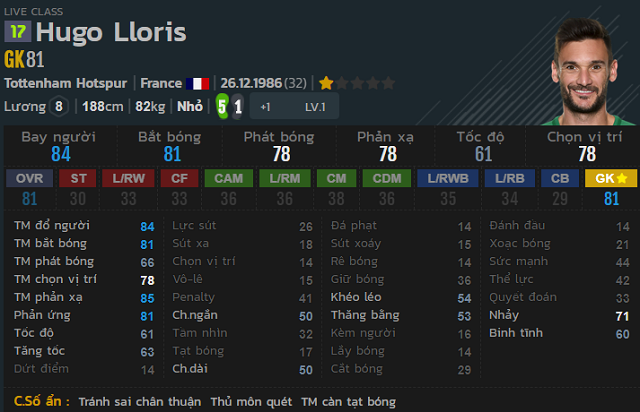 LIVE CLASS
17 Hugo Lloris
GK81
Tottenham Hotspur | France | 26.12.1986 (32) |
Lương 8 | 188cm | 82kg | Nhỏ 5 1 +1 LV.1
Bay người Bắt bóng Phát bóng Phản xạ Tốc độ Chọn vị trí
84 81 78 78 61 78
OVR ST L/RW CF CAM L/RM CM CDM L/RWB L/RB CB GK
81 30 33 33 36 36 38 36 35 34 29 81
TM đổ người 84 Lực sút 26 Đá phạt 14 Đánh đầu 14
TM bắt bóng 81 Sút xa 18 Sút xoáy 15 Xoạc bóng 21
TM phát bóng 66 Chọn vị trí 14 Rê bóng 14 Sức mạnh 44
TM chọn vị trí 78 Vô-lê 15 Giữ bóng 36 Thể lực 42
TM phản xạ 85 Penalty 41 Khéo léo 54 Quyết đoán 33
Phản ứng 81 Ch.ngắn 50 Thăng bằng 53 Nhảy 71
Tốc độ 61 Tầm nhìn 32 Kèm người 16 Bình tĩnh 60
Tăng tốc 63 Tạt bóng 17 Lấy bóng 14
Dứt điểm 14 Ch.dài 50 Cắt bóng 29
C.Số ẩn : Tránh sai chân thuận Thủ môn quét TM càn tạt bóng